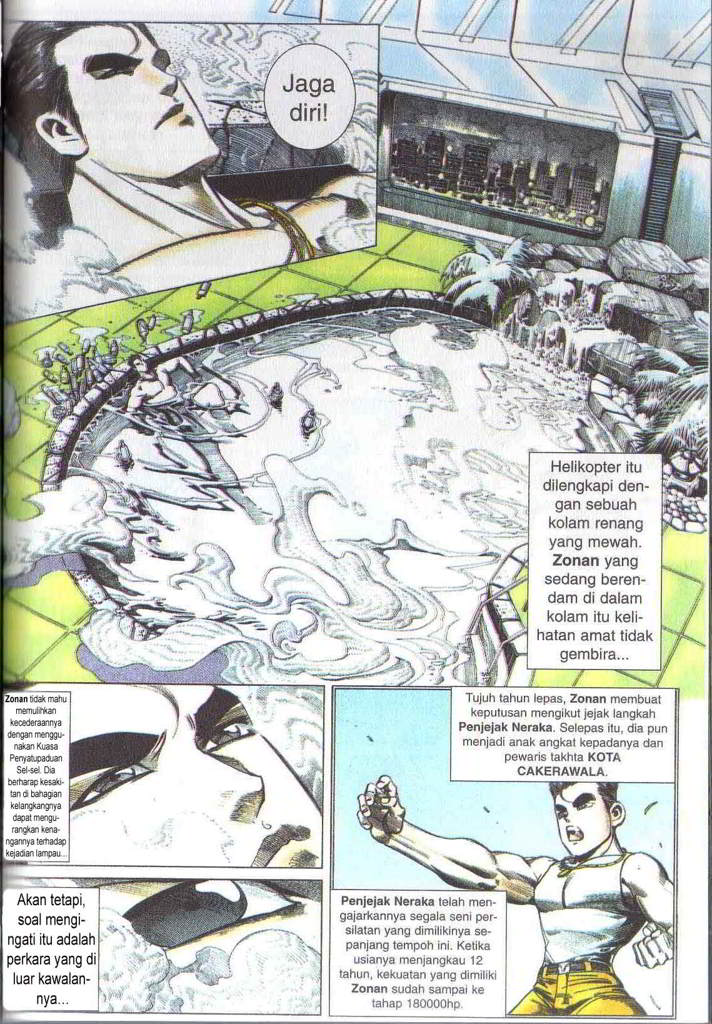 Jaga
diri!
Helikopter itu
dilengkapi den-
gan sebuah
kolam renang
yang mewah.
Zonan yang
sedang beren-
dam di dalam
kolam itu keli-
hatan amat tidak
gembira...
Zonan tidak mahu
memulihkan
kecederaannya
dengan menggu-
nakan Kuasa
Penyatupaduan
Sel-sel. Dia
berharap kesaki-
tan di bahagian
kelangkangnya
dapat mengu-
rangkan kena-
ngannya terhadap
kejadian lampau...
Tujuh tahun lepas, Zonan membuat
keputusan mengikut jejak langkah
Penjejak Neraka. Selepas itu, dia pun
menjadi anak angkat kepadanya dan
pewaris takhta KOTA
CAKERAWALA.
Akan tetapi,
soal mengi-
ngati itu adalah
perkara yang di
luar kawalan-
nya...
Penjejak Neraka telah men-
gajarkannya segala seni per-
silatan yang dimilikinya se-
panjang tempoh ini. Ketika
usianya menjangkau 12
tahun, kekuatan yang dimiliki
Zonan sudah sampai ke
tahap 180000hp.